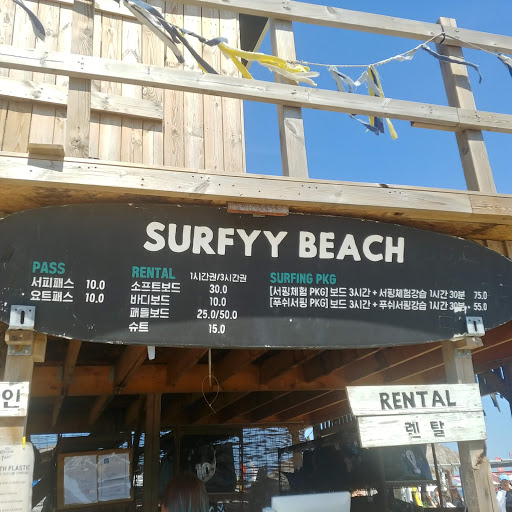 SURFYY BEACH
PASS
서피패스 10.0
요트패스 10.0
RENTAL 1시간권/3시간권
소프트보드 30.0
바디보드 10.0
패들보드 25.0/50.0
슈트 15.0
SURFING PKG
[서핑체험 PKG] 보드 3시간 + 서핑체험강습 1시간 30분 75.0
[푸쉬서핑 PKG] 보드 3시간 + 푸쉬서핑강습 1시간 30분 55.0
인
RENTAL
렌탈
PLASTIC